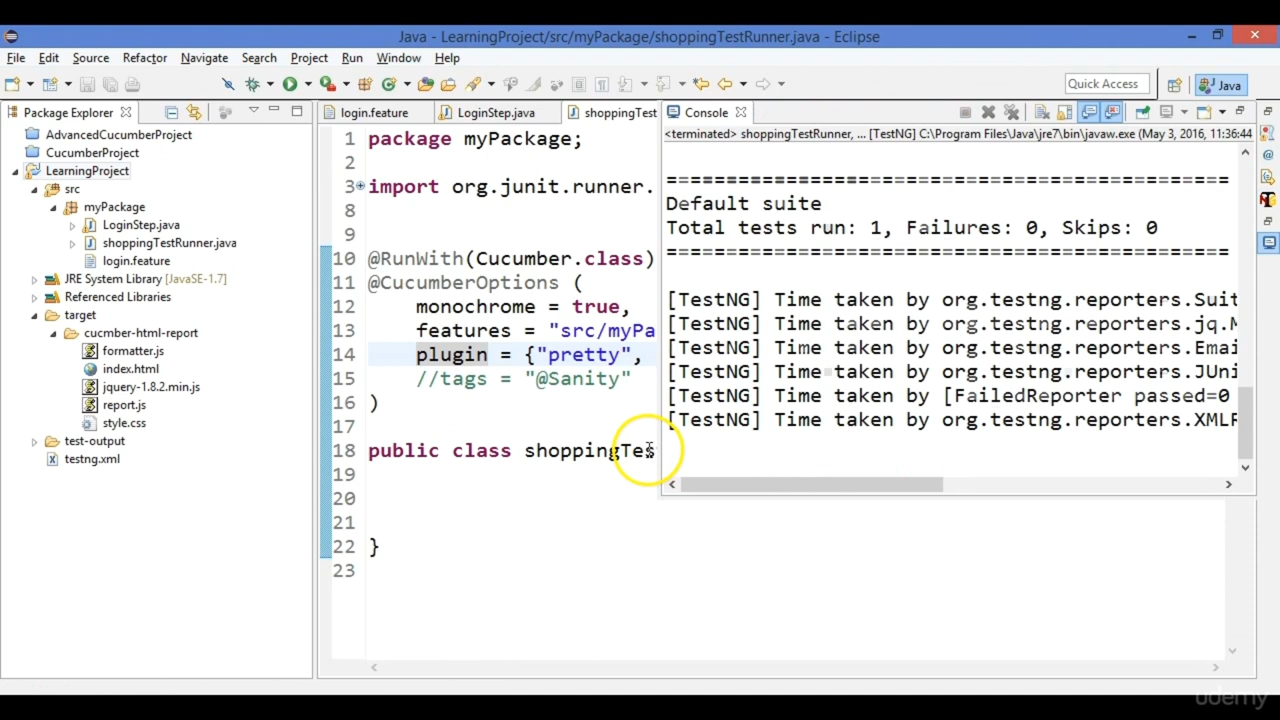 Java - LearningProject/src/myPackage/shoppingTestRunner.java - Eclipse
File Edit Source Refactor Navigate Search Project Run Window Help
Quick Access
Java
Package Explorer
AdvancedCucumberProject
CucumberProject
LearningProject
src
myPackage
LoginStep.java
shoppingTestRunner.java
login.feature
JRE System Library [JavaSE-1.7]
Referenced Libraries
target
cucmber-html-report
formatter.js
index.html
jquery-1.8.2.min.js
report.js
style.css
test-output
testng.xml
login.feature
LoginStep.java
shoppingTest
1 package myPackage;
2
3 import org.junit.runner.
8
9
10 @RunWith(Cucumber.class)
11 @CucumberOptions (
12 monochrome = true,
13 features = "src/myPa
14 plugin = {"pretty",
15 //tags = "@Sanity"
16 )
17
18 public class shoppingTes
19
20
21
22 }
23
Console
<terminated> shoppingTestRunner, ... [TestNG] C:\Program Files\Java\jre7\bin\javaw.exe (May 3, 2016, 11:36:44
===============================================
Default suite
Total tests run: 1, Failures: 0, Skips: 0
===============================================
[TestNG] Time taken by org.testng.reporters.Suit
[TestNG] Time taken by org.testng.reporters.jq.M
[TestNG] Time taken by org.testng.reporters.Emai
[TestNG] Time taken by org.testng.reporters.JUni
[TestNG] Time taken by [FailedReporter passed=0
[TestNG] Time taken by org.testng.reporters.XMLR
udemy